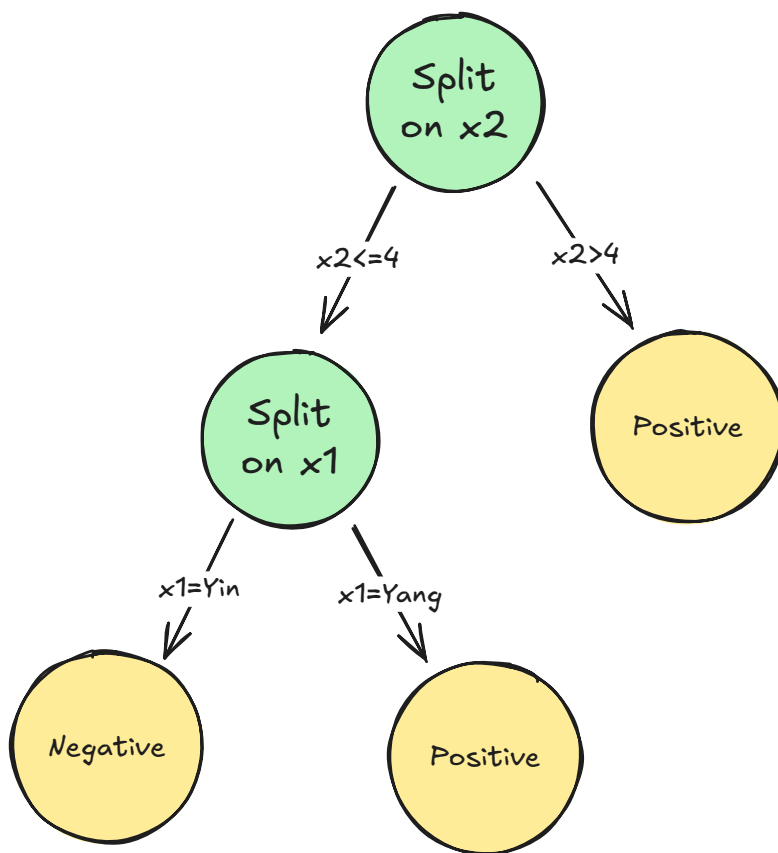 Split
on x2
x2<=4
x2>4
Split
on x1
Positive
x1=Yin
x1=Yang
Negative
Positive